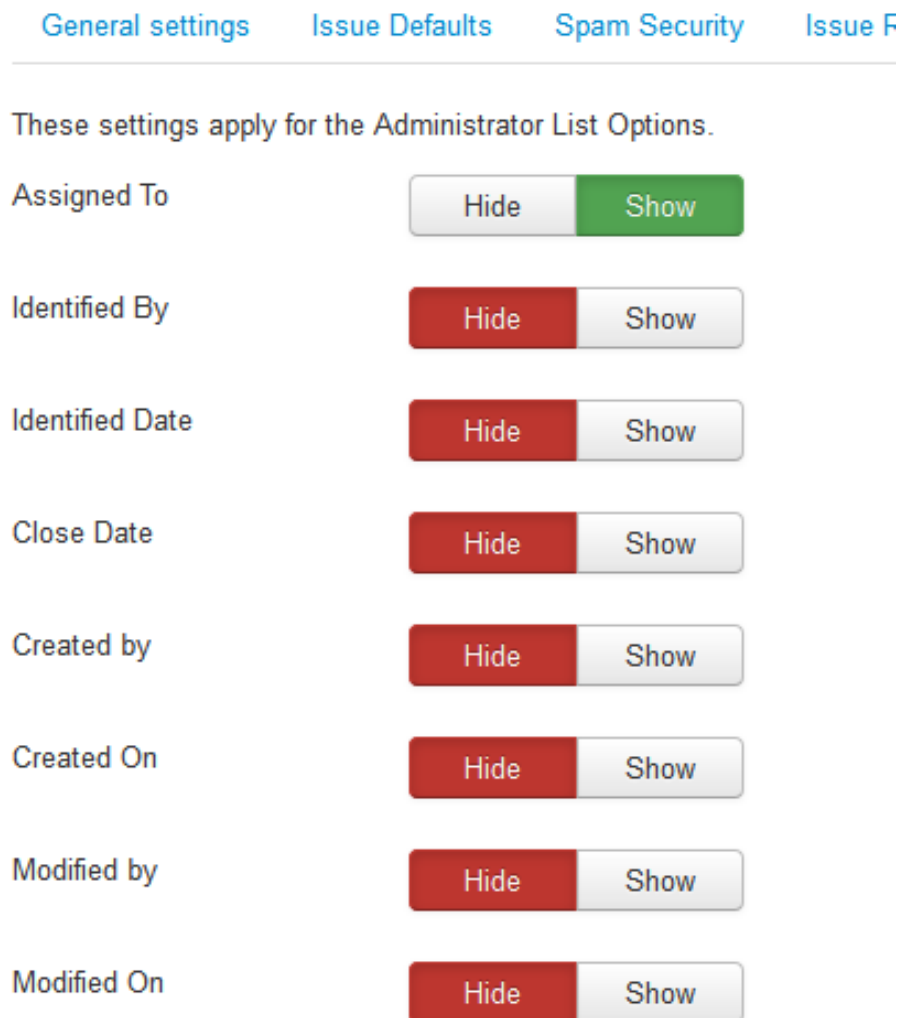 General settings Issue Defaults Spam Security Issue
These settings apply for the Administrator List Options.
Assigned To Hide Show
Identified By Hide Show
Identified Date Hide Show
Close Date Hide Show
Created by Hide Show
Created On Hide Show
Modified by Hide Show
Modified On Hide Show